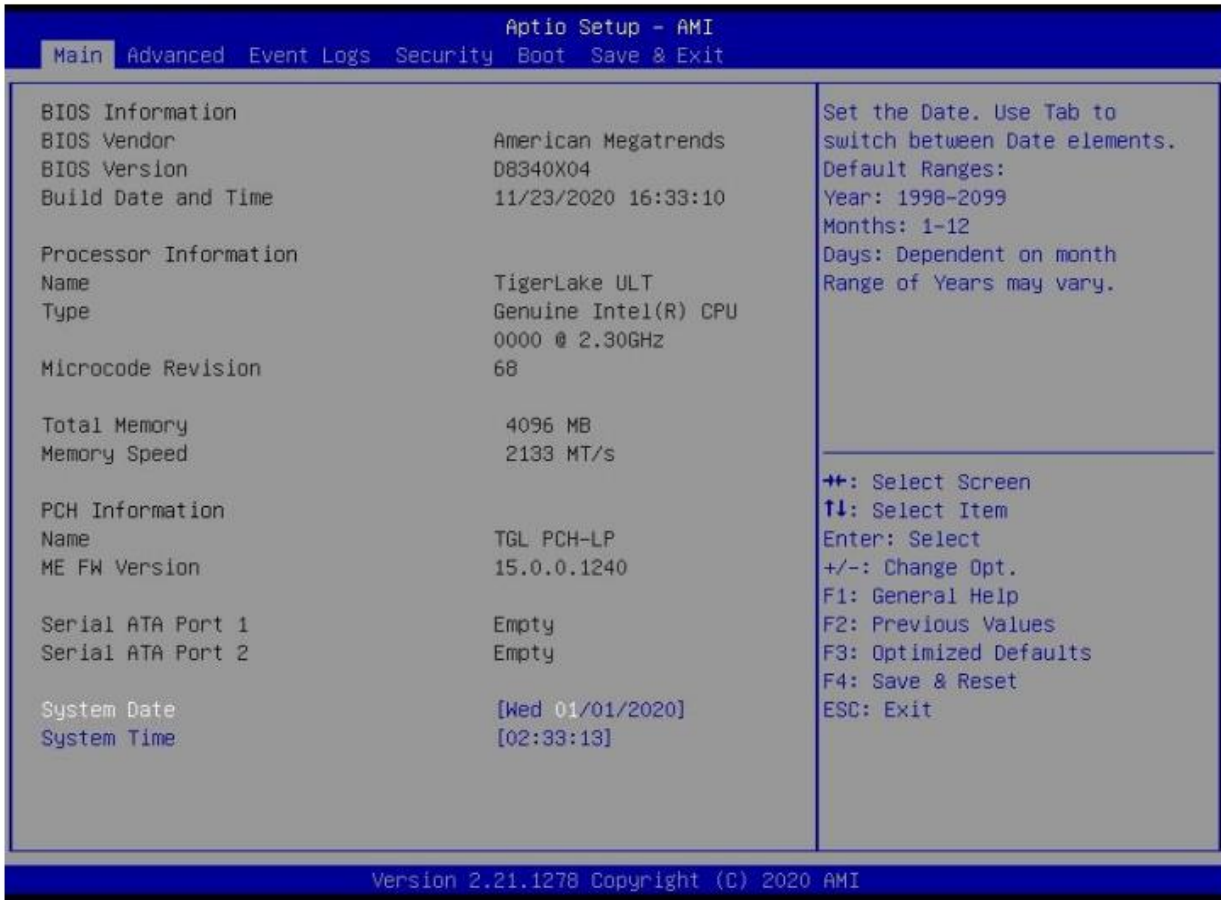 Aptio Setup – AMI
Main Advanced Event Logs Security Boot Save & Exit
BIOS Information
BIOS Vendor American Megatrends
BIOS Version D8340X04
Build Date and Time 11/23/2020 16:33:10
Processor Information
Name TigerLake ULT
Type Genuine Intel(R) CPU
0000 @ 2.30GHz
Microcode Revision 68
Total Memory 4096 MB
Memory Speed 2133 MT/s
PCH Information
Name TGL PCH-LP
ME FW Version 15.0.0.1240
Serial ATA Port 1 Empty
Serial ATA Port 2 Empty
System Date [Wed 01/01/2020]
System Time [02:33:13]
Set the Date. Use Tab to
switch between Date elements.
Default Ranges:
Year: 1998-2099
Months: 1-12
Days: Dependent on month
Range of Years may vary.
→←: Select Screen
↑↓: Select Item
Enter: Select
+/-: Change Opt.
F1: General Help
F2: Previous Values
F3: Optimized Defaults
F4: Save & Reset
ESC: Exit
Version 2.21.1278 Copyright (C) 2020 AMI